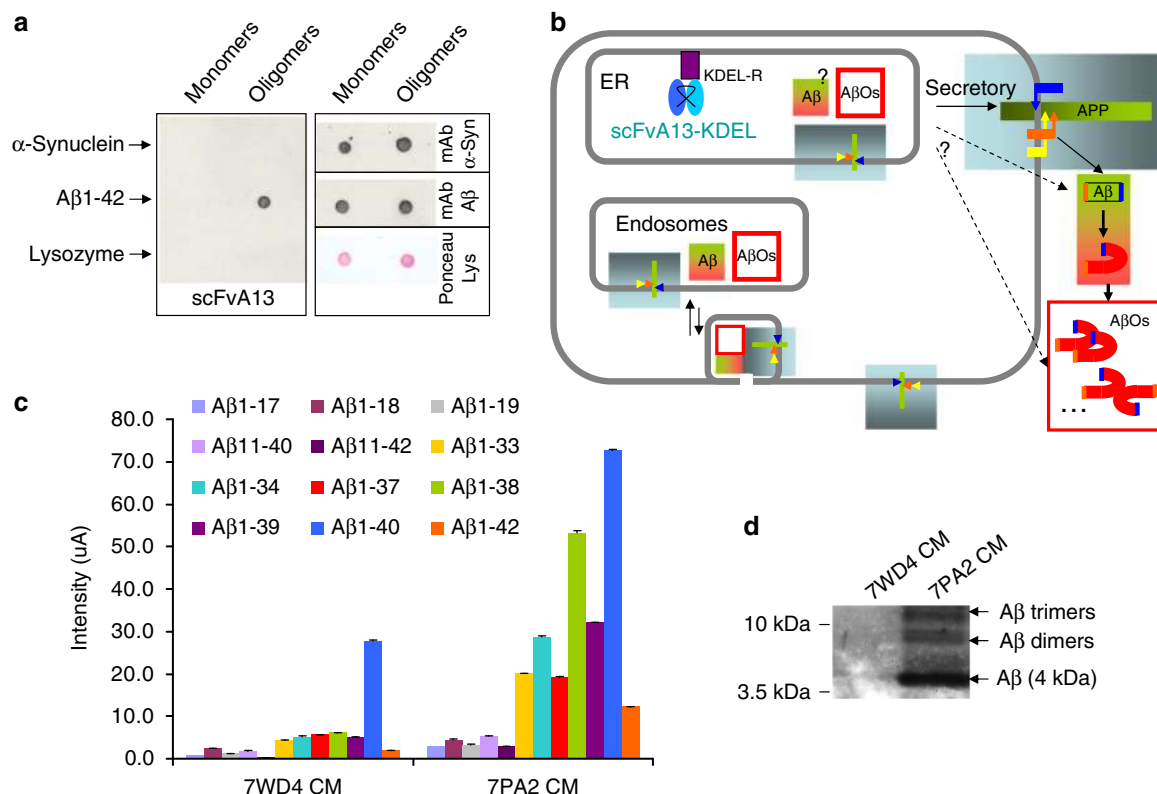 a
Monomers
Oligomers
Monomers
Oligomers
α-Synuclein
Aβ1-42
Lysozyme
scFvA13
mAb
α-Syn
mAb
Aβ
Ponceau
Lys
b
ER
KDEL-R
scFvA13-KDEL
?
Aβ
AβOs
Secretory
?
APP
Aβ
AβOs
...
Endosomes
Aβ
AβOs
c
Intensity (uA)
80.0
70.0
60.0
50.0
40.0
30.0
20.0
10.0
0.0
Aβ1-17 Aβ1-18 Aβ1-19
Aβ11-40 Aβ11-42 Aβ1-33
Aβ1-34 Aβ1-37 Aβ1-38
Aβ1-39 Aβ1-40 Aβ1-42
7WD4 CM 7PA2 CM
d
7WD4 CM
7PA2 CM
10 kDa
3.5 kDa
Aβ trimers
Aβ dimers
Aβ (4 kDa)